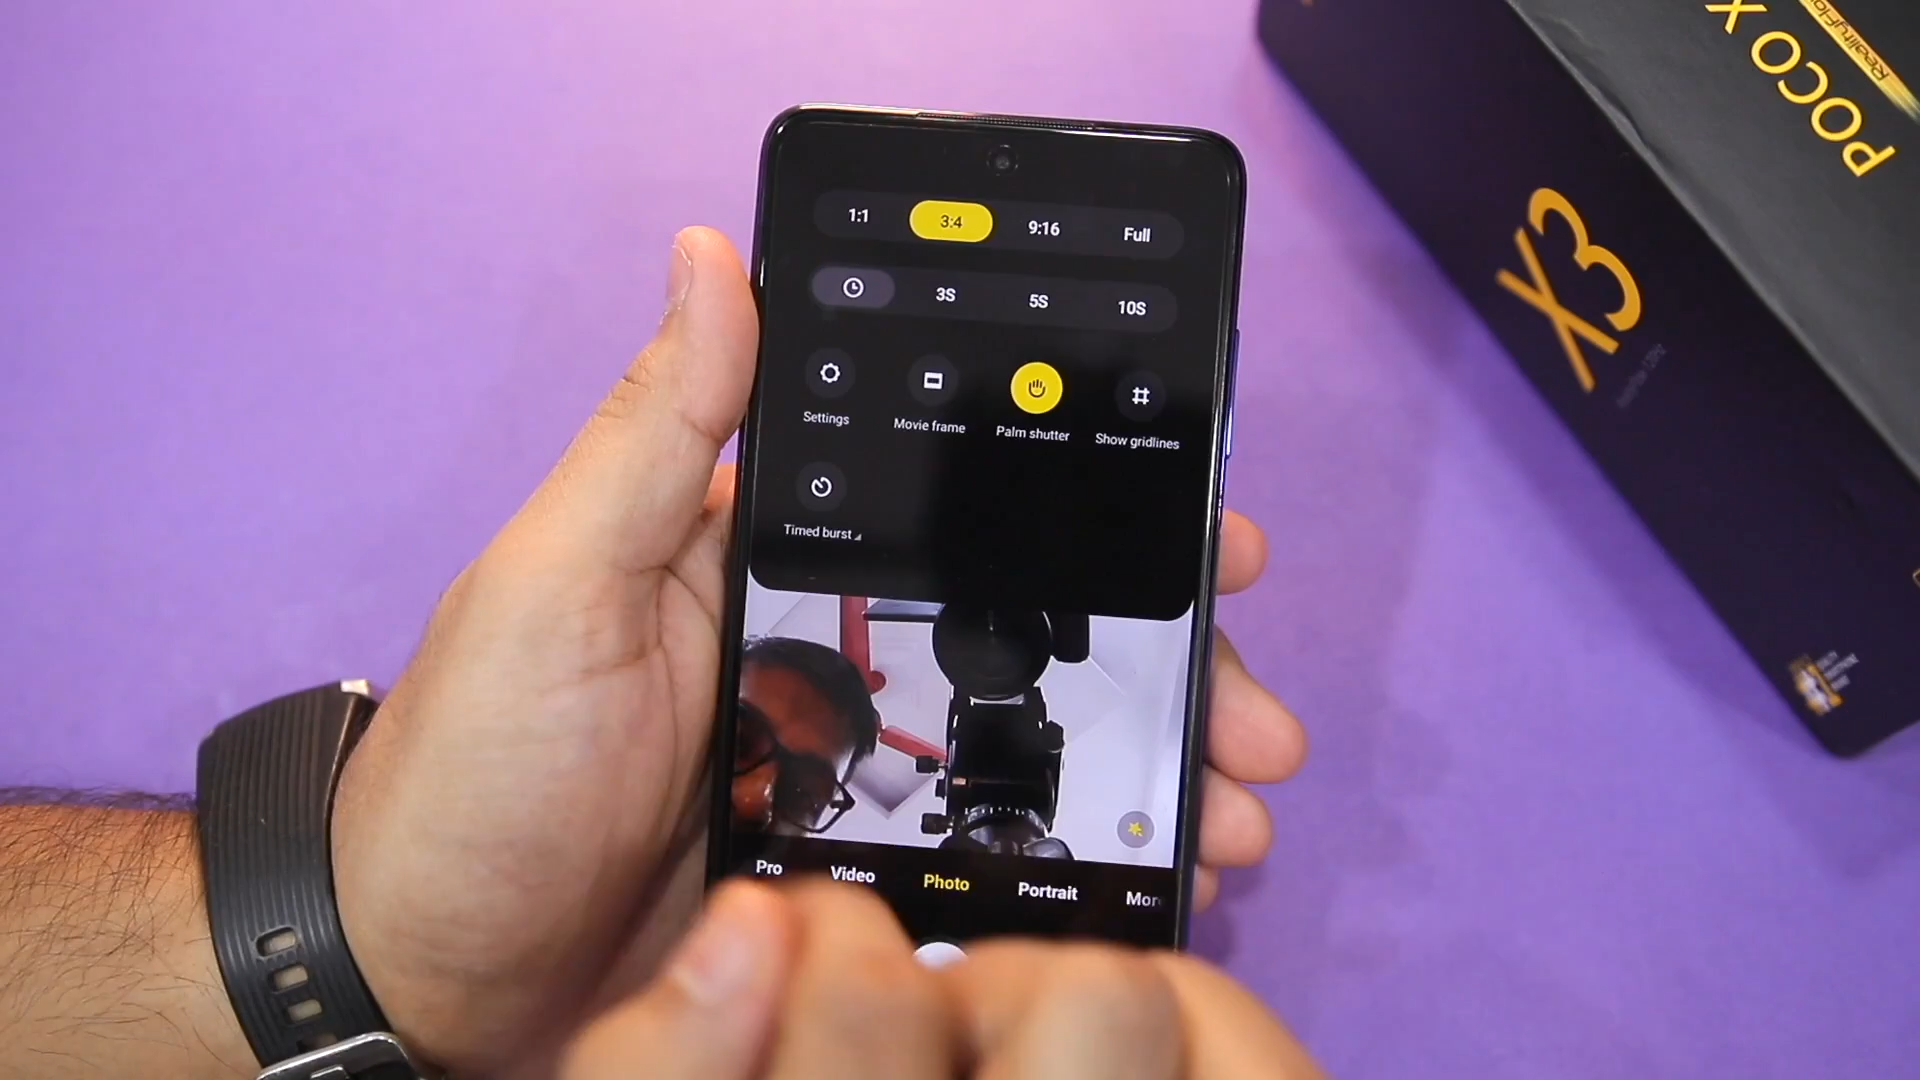 1:1 3:4 9:16 Full
3S 5S 10S
Settings Movie frame Palm shutter Show gridlines
Timed burst
Pro Video Photo Portrait More
POCO X
X3